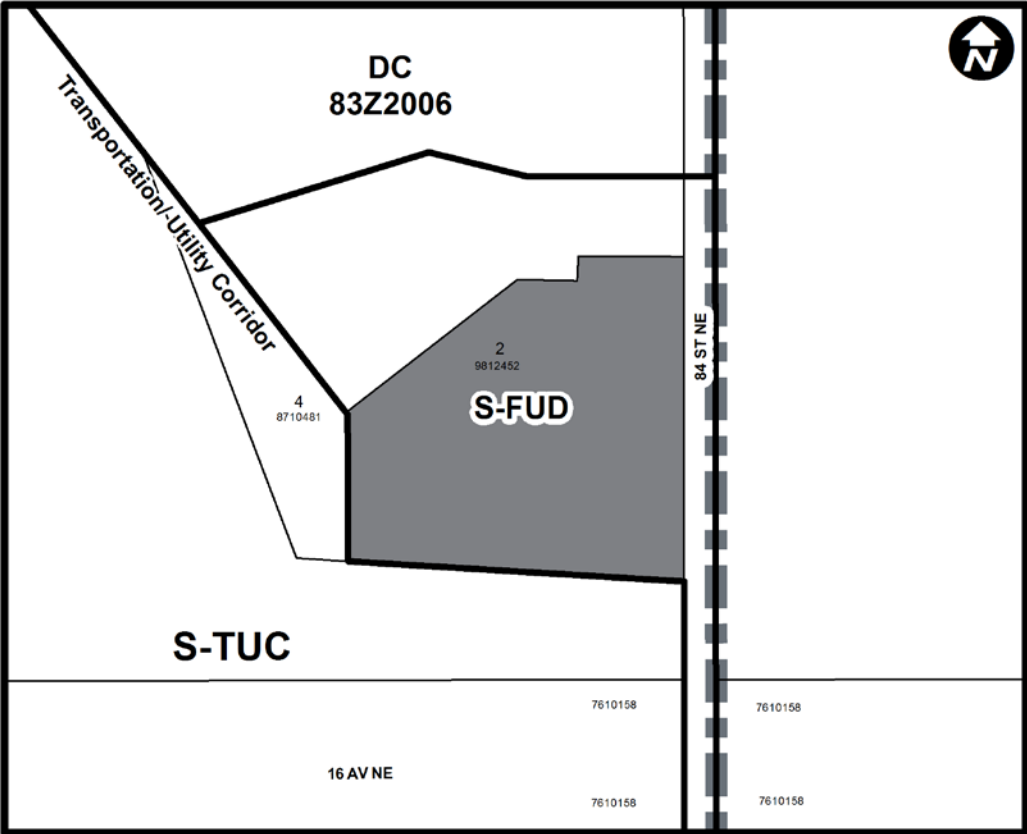 N
DC
83Z2006
Transportation/-Utility Corridor
84 ST NE
2
9812452
S-FUD
4
8710481
S-TUC
7610158
7610158
16 AV NE
7610158
7610158